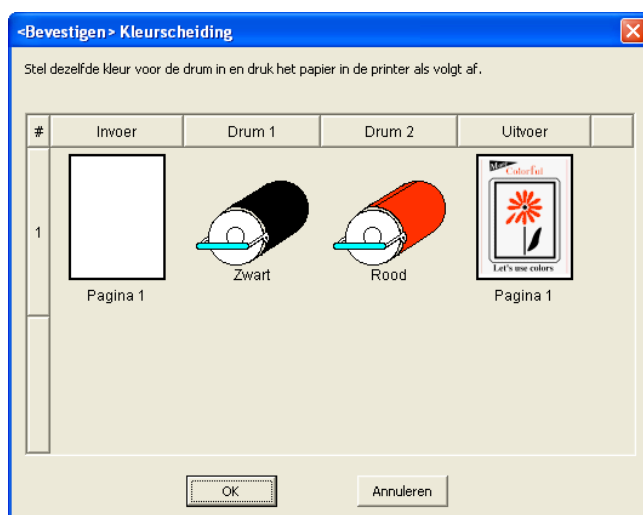 <Bevestigen> Kleurscheiding
Stel dezelfde kleur voor de drum in en druk het papier in de printer als volgt af.
# Invoer Drum 1 Drum 2 Uitvoer
Colorful
1
Let's use colors
Zwart Rood
Pagina 1 Pagina 1
OK Annuleren